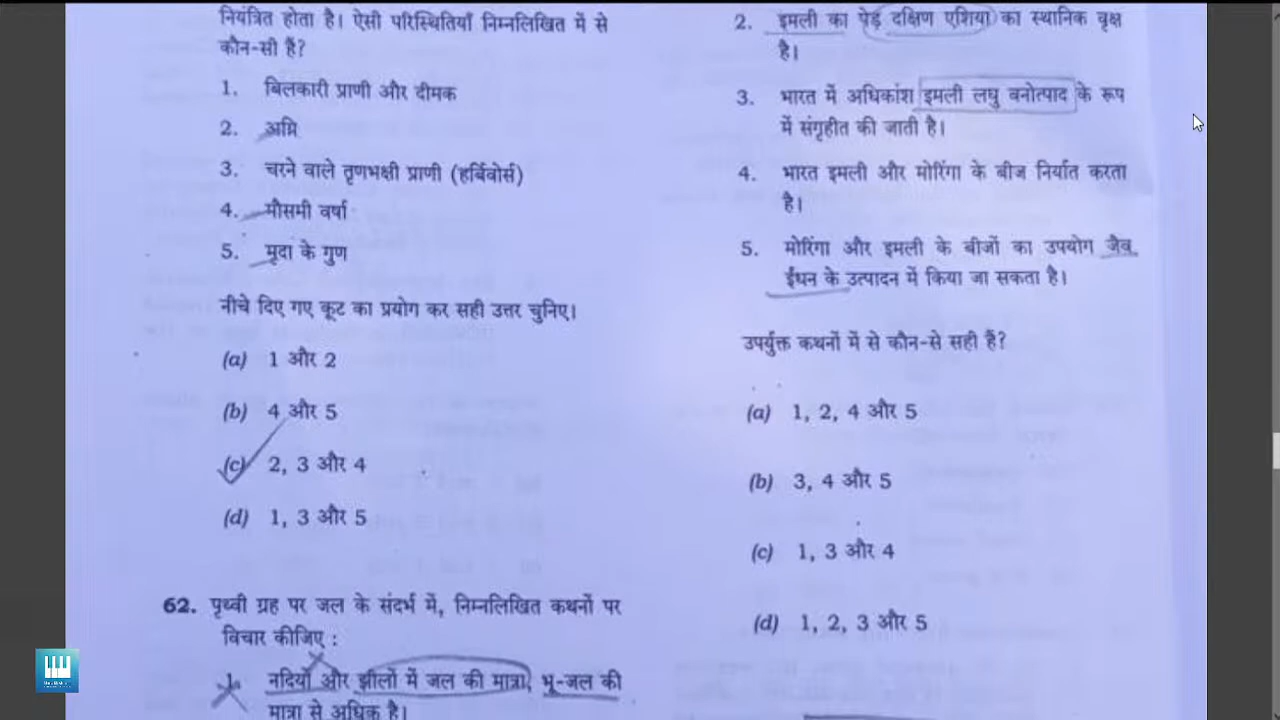 नियंत्रित होता है। ऐसी परिस्थितियाँ निम्नलिखित में से
कौन-सी हैं?
1. बिलकारी प्राणी और दीमक
2. अग्नि
3. चरने वाले तृणभक्षी प्राणी (हर्बिवोर्स)
4. मौसमी वर्षा
5. मृदा के गुण
नीचे दिए गए कूट का प्रयोग कर सही उत्तर चुनिए।
(a) 1 और 2
(b) 4 और 5
(c) 2, 3 और 4
(d) 1, 3 और 5
62. पृथ्वी ग्रह पर जल के संदर्भ में, निम्नलिखित कथनों पर
विचार कीजिए :
1. नदियों और झीलों में जल की मात्रा, भू-जल की
मात्रा से अधिक है।
2. इमली का पेड़ दक्षिण एशिया का स्थानिक वृक्ष
है।
3. भारत में अधिकांश इमली लघु वनोत्पाद के रूप
में संगृहीत की जाती है।
4. भारत इमली और मोरिंगा के बीज निर्यात करता
है।
5. मोरिंगा और इमली के बीजों का उपयोग जैव
ईंधन के उत्पादन में किया जा सकता है।
उपर्युक्त कथनों में से कौन-से सही हैं?
(a) 1, 2, 4 और 5
(b) 3, 4 और 5
(c) 1, 3 और 4
(d) 1, 2, 3 और 5